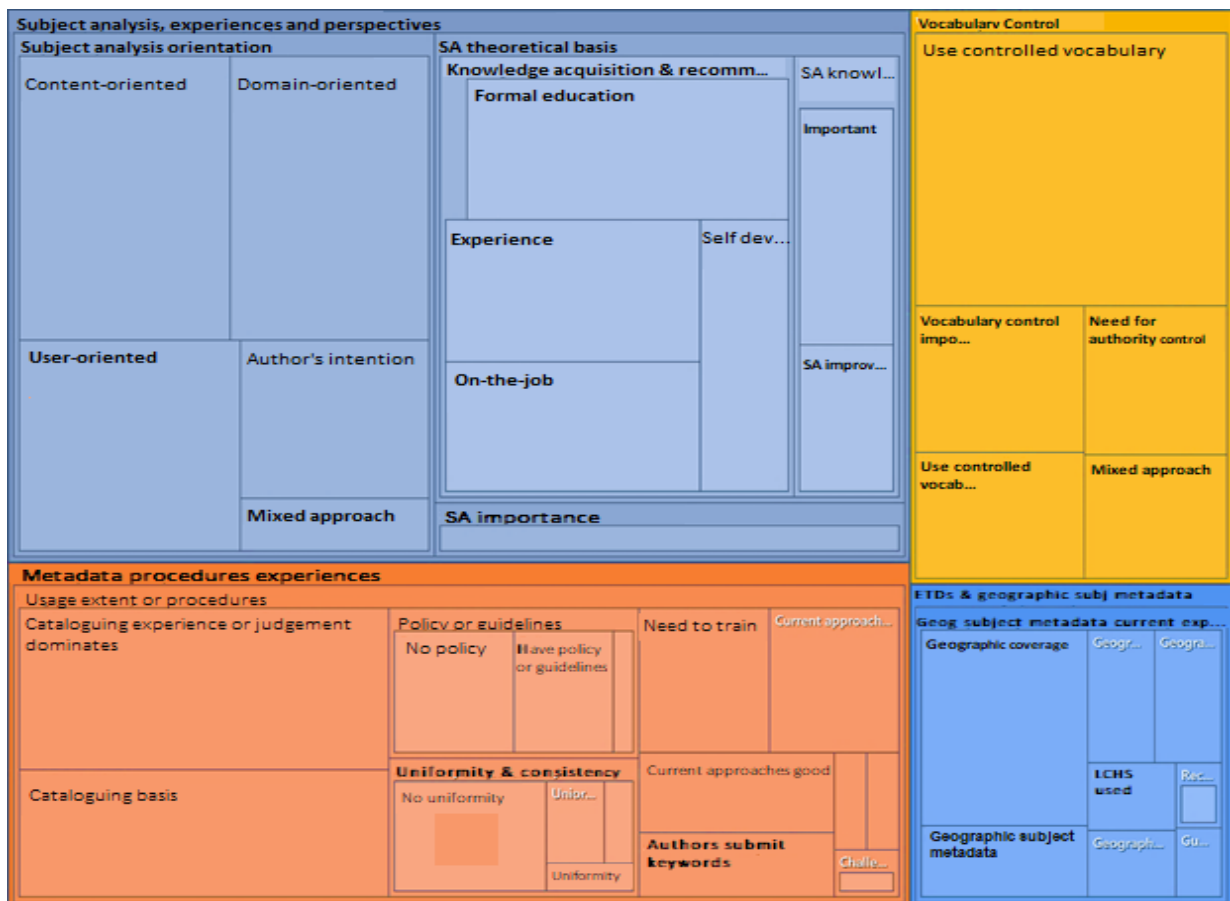 Subject analysis, experiences and perspectives
Subject analysis orientation
Content-oriented
Domain-oriented
User-oriented
Author's intention
Mixed approach
SA theoretical basis
Knowledge acquisition & recomm...
Formal education
Experience
Self dev...
On-the-job
SA knowl...
Important
SA improv...
SA importance
Vocabulary Control
Use controlled vocabulary
Vocabulary control
impo...
Need for
authority control
Use controlled
vocab...
Mixed approach
Metadata procedures experiences
Usage extent or procedures
Cataloguing experience or judgement
dominates
Cataloguing basis
Policy or guidelines
No policy
Have policy
or guidelines
Uniformity & consistency
No uniformity
Unior...
Uniformity
Need to train
Current approach...
Current approaches good
Authors submit
keywords
Challe...
ETDs & geographic subj metadata
Geog subject metadata current exp...
Geographic coverage
Geogr...
Geogra...
LCHS
used
Rec...
Geographic subject
metadata
Geograph...
Gu...